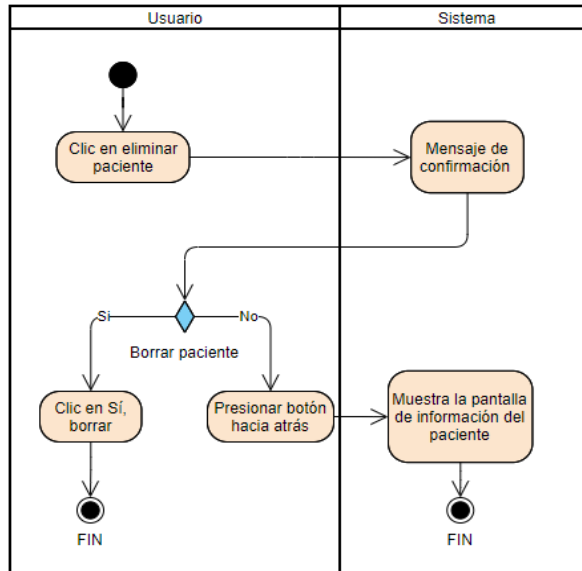 Usuario
Sistema
Clic en eliminar
paciente
Mensaje de
confirmación
Si
No
Borrar paciente
Clic en Sí,
borrar
Presionar botón
hacia atrás
Muestra la pantalla
de información del
paciente
FIN
FIN